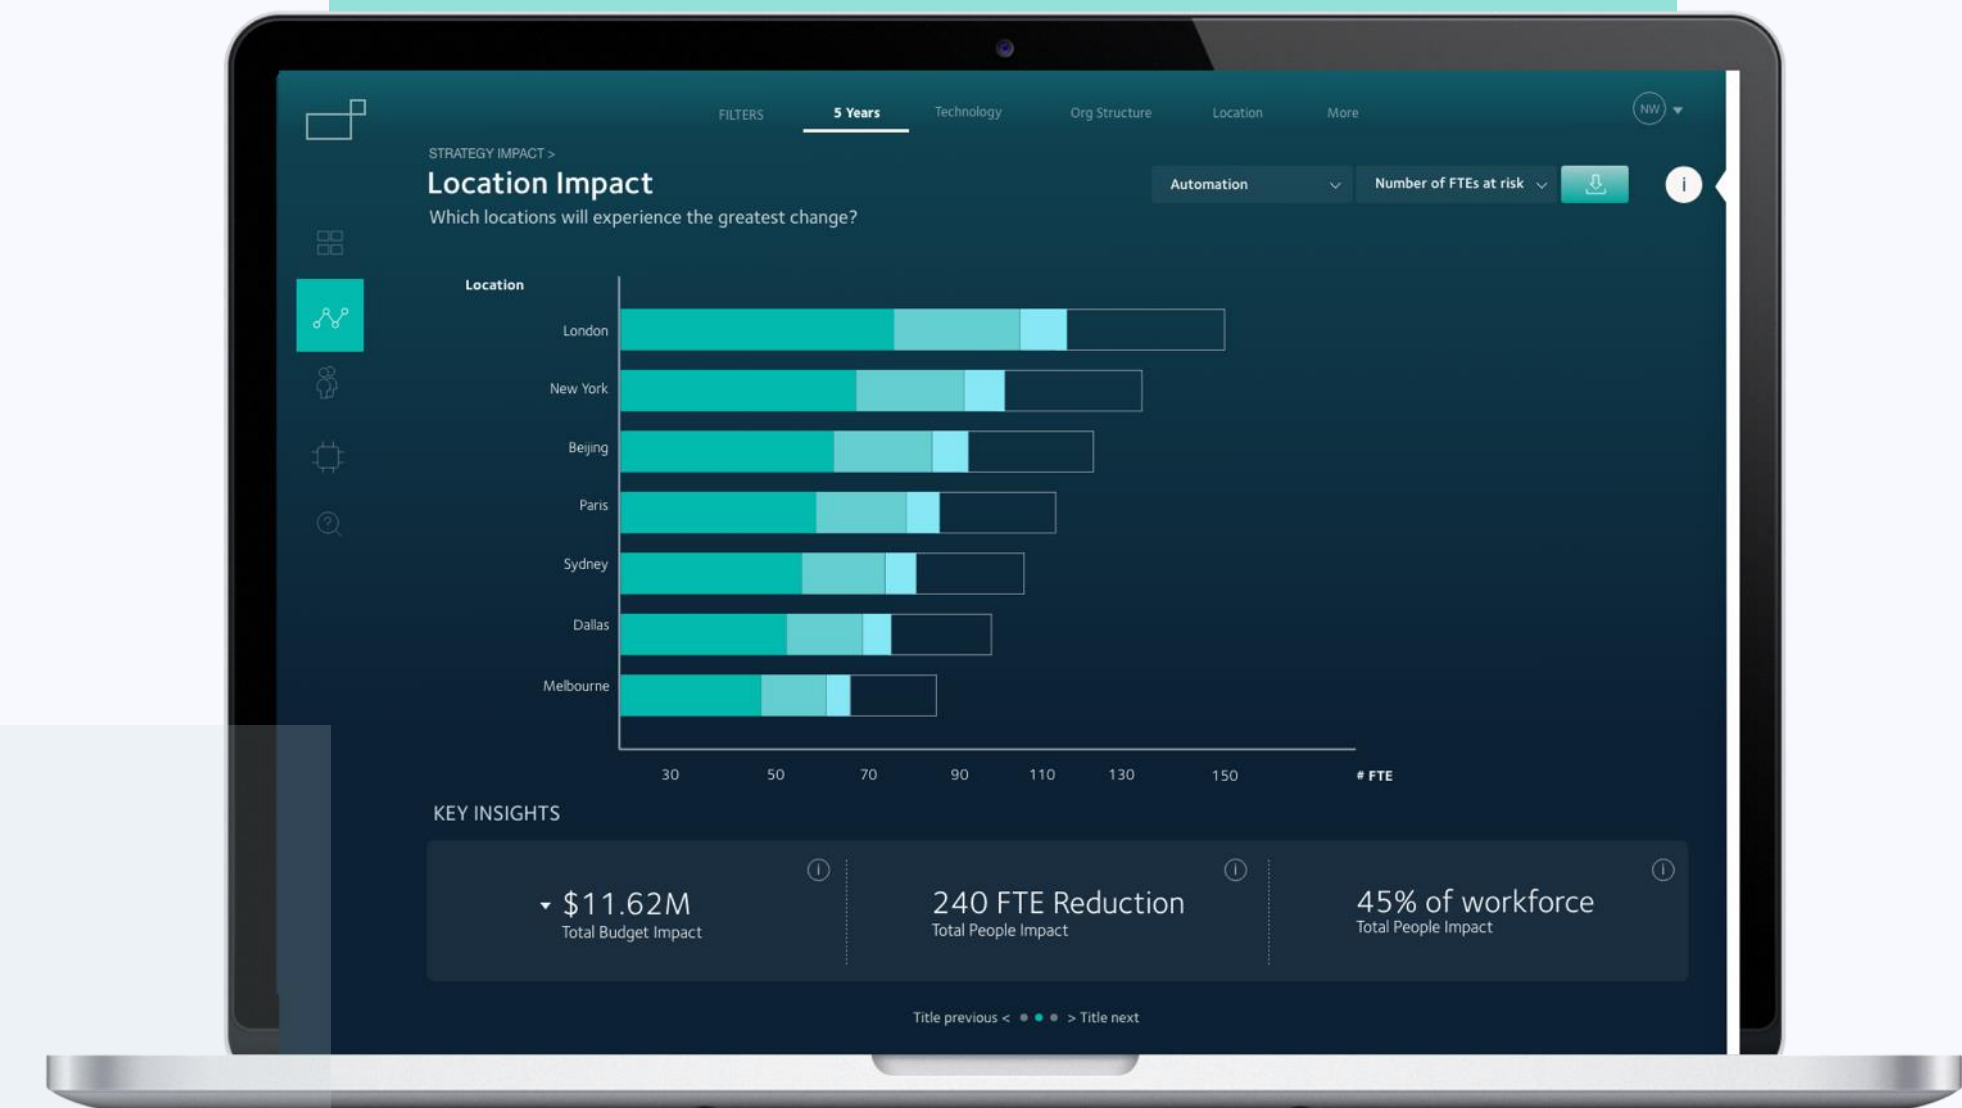 FILTERS 5 Years Technology Org Structure Location More NW
STRATEGY IMPACT >
Location Impact
Automation Number of FTEs at risk i
Which locations will experience the greatest change?
Location
London
New York
Beijing
Paris
Sydney
Dallas
Melbourne
30 50 70 90 110 130 150 # FTE
KEY INSIGHTS
$11.62M
Total Budget Impact
240 FTE Reduction
Total People Impact
45% of workforce
Total People Impact
Title previous < > Title next